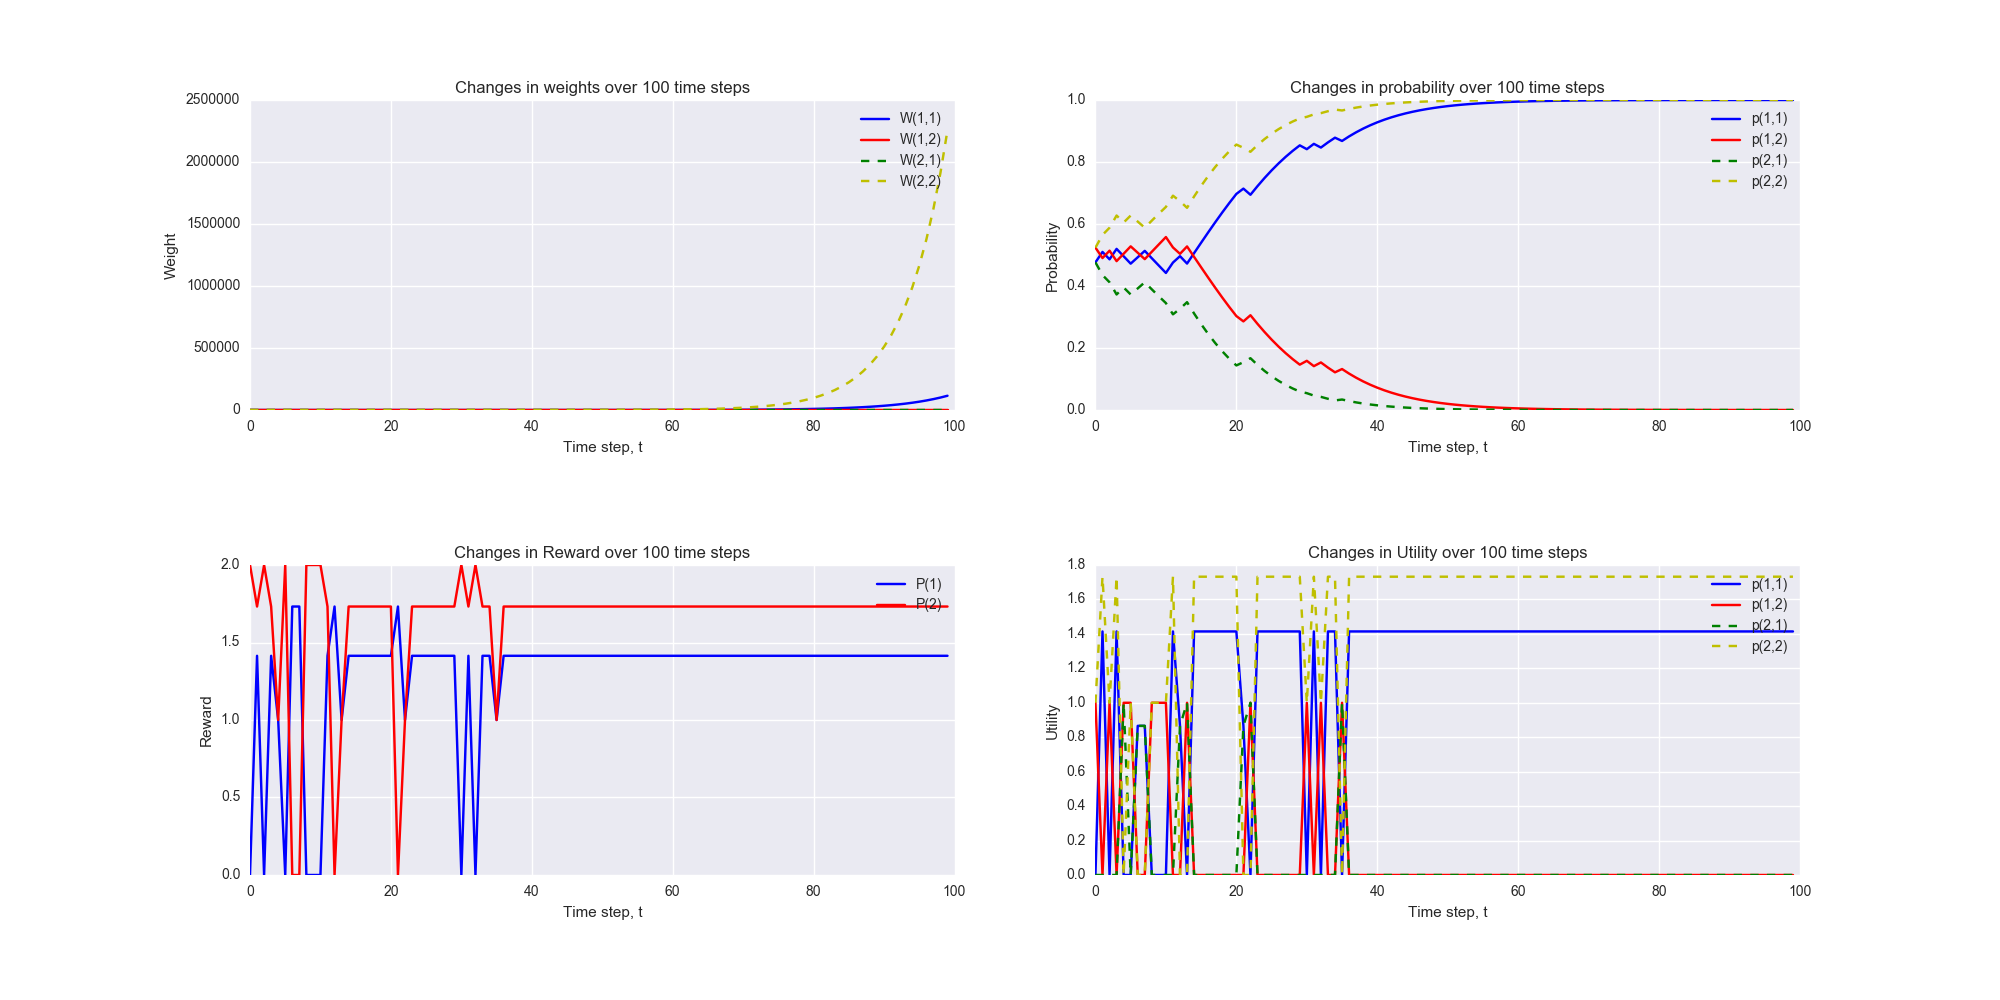 Changes in weights over 100 time steps
2500000
2000000
1500000
1000000
500000
0
Weight
W(1,1)
W(1,2)
W(2,1)
W(2,2)
0 20 40 60 80 100
Time step, t
Changes in probability over 100 time steps
1.0
0.8
0.6
0.4
0.2
0.0
Probability
p(1,1)
p(1,2)
p(2,1)
p(2,2)
0 20 40 60 80 100
Time step, t
Changes in Reward over 100 time steps
2.0
1.5
1.0
0.5
0.0
Reward
P(1)
P(2)
0 20 40 60 80 100
Time step, t
Changes in Utility over 100 time steps
1.8
1.6
1.4
1.2
1.0
0.8
0.6
0.4
0.2
0.0
Utility
p(1,1)
p(1,2)
p(2,1)
p(2,2)
0 20 40 60 80 100
Time step, t